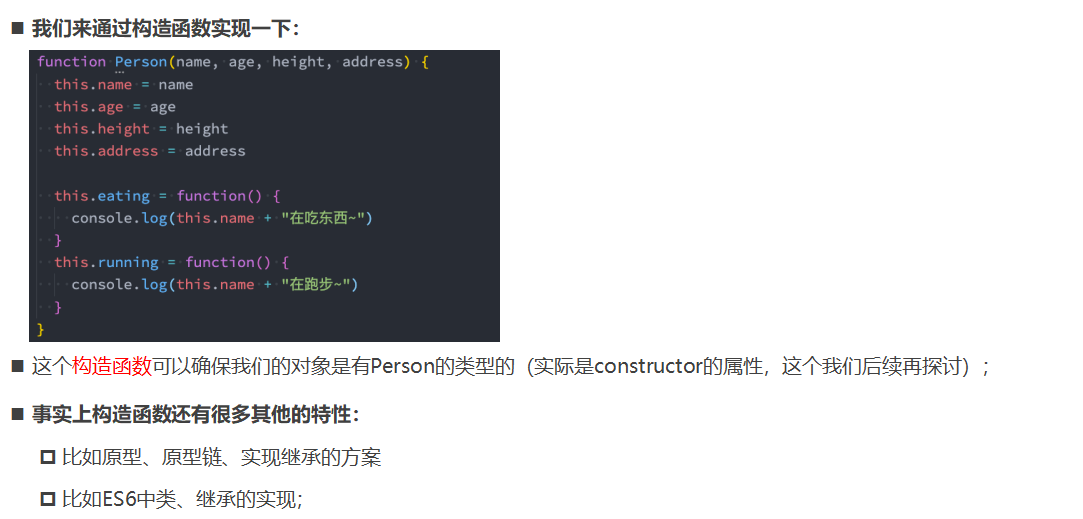 我们来通过构造函数实现一下：
function Person(name, age, height, address) {
this.name = name
this.age = age
this.height = height
this.address = address
this.eating = function() {
console.log(this.name + "在吃东西~")
}
this.running = function() {
console.log(this.name + "在跑步~")
}
}
这个构造函数可以确保我们的对象是有Person的类型的（实际是constructor的属性，这个我们后续再探讨）；
事实上构造函数还有很多其他的特性：
比如原型、原型链、实现继承的方案
比如ES6中类、继承的实现；